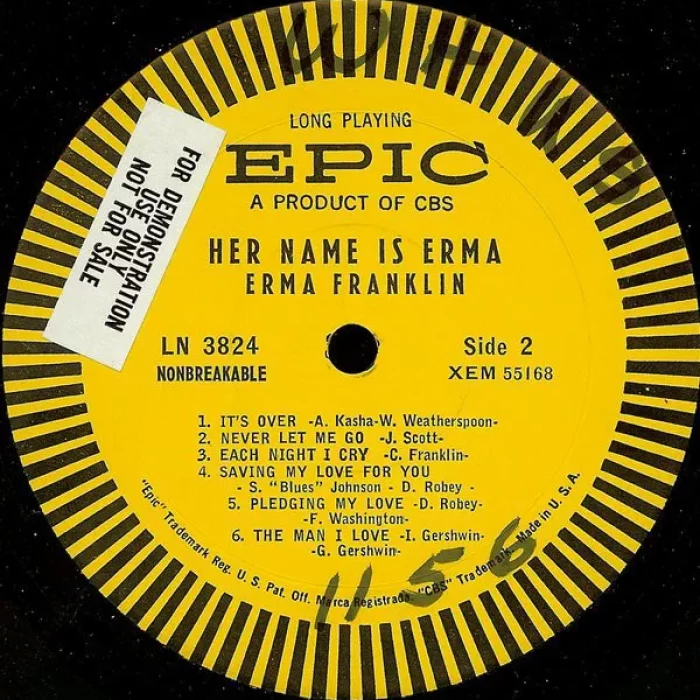 LONG PLAYING
EPIC
A PRODUCT OF CBS
FOR DEMONSTRATION
USE ONLY
NOT FOR SALE
HER NAME IS ERMA
ERMA FRANKLIN
LN 3824
NONBREAKABLE
Side 2
XEM 55168
1. IT'S OVER -A. Kasha-W. Weatherspoon-
2. NEVER LET ME GO -J. Scott-
3. EACH NIGHT I CRY -C. Franklin-
4. SAVING MY LOVE FOR YOU
- S. "Blues" Johnson - D. Robey -
5. PLEDGING MY LOVE -D. Robey-
-F. Washington-
6. THE MAN I LOVE -I. Gershwin-
-G. Gershwin-
"Epic" Trademark Reg. U. S. Pat. Off. Marca Registrada. "CBS" Trademark. Made in U. S. A.
1156